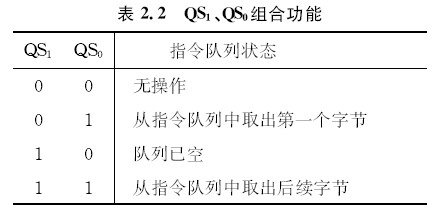 表 2.2 QS₁、QS₀组合功能
QS₁ QS₀ 指令队列状态
0 0 无操作
0 1 从指令队列中取出第一个字节
1 0 队列已空
1 1 从指令队列中取出后续字节